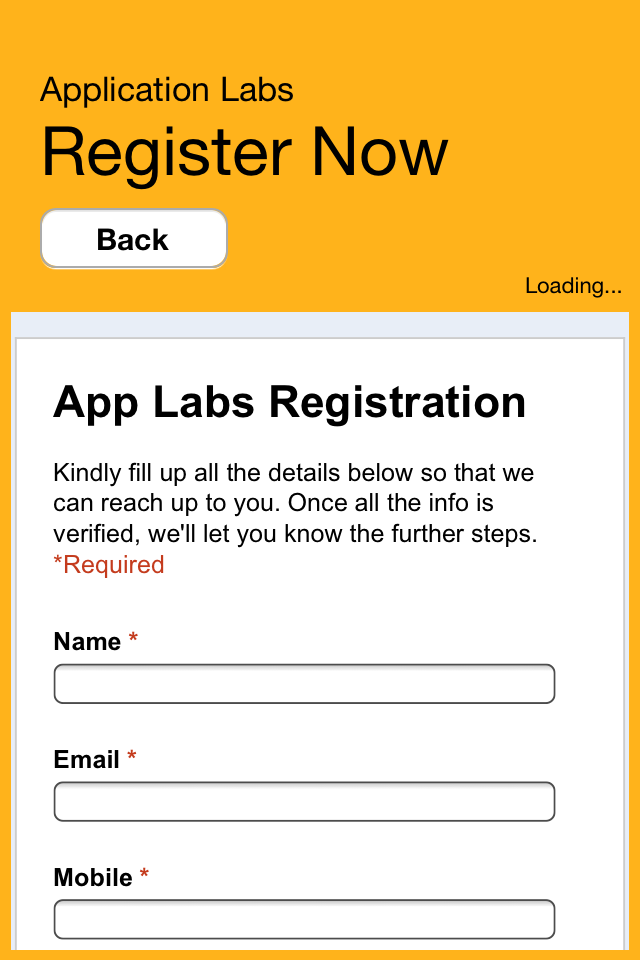 Application Labs
Register Now
Back
Loading...
App Labs Registration
Kindly fill up all the details below so that we
can reach up to you. Once all the info is
verified, we'll let you know the further steps.
*Required
Name *
Email *
Mobile *